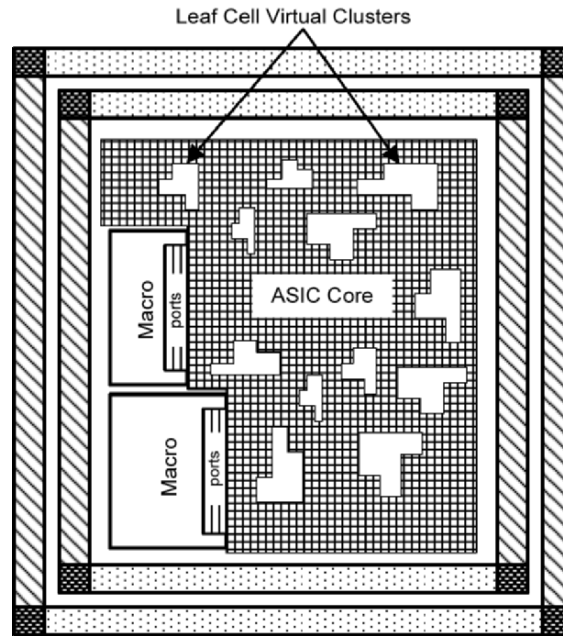 Leaf Cell Virtual Clusters
ASIC Core
Macro
ports
Macro
ports